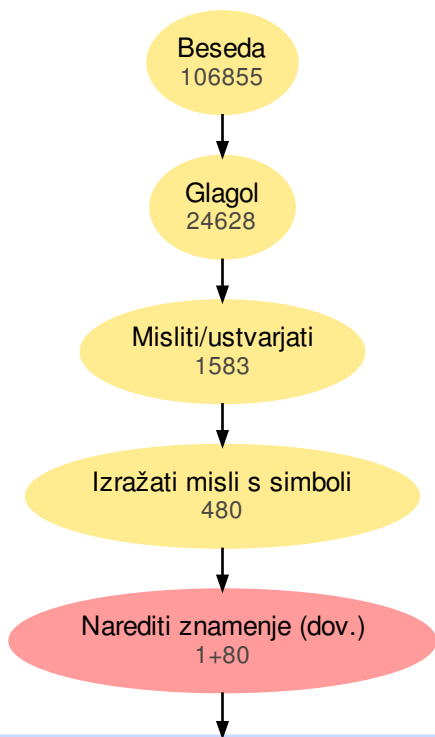 Beseda
106855
Glagol
24628
Misliti/ustvarjati
1583
Izražati misli s simboli
480
Narediti znamenje (dov.)
1+80